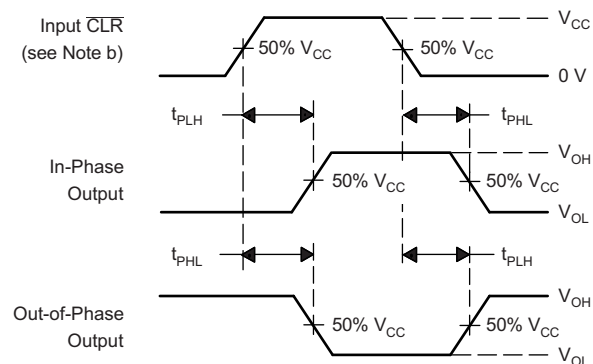 Input C̅L̅R̅
(see Note b)
50% VCC
50% VCC
VCC
0 V
tPLH
tPHL
In-Phase
Output
50% VCC
50% VCC
VOH
VOL
tPHL
tPLH
Out-of-Phase
Output
50% VCC
50% VCC
VOH
VOL